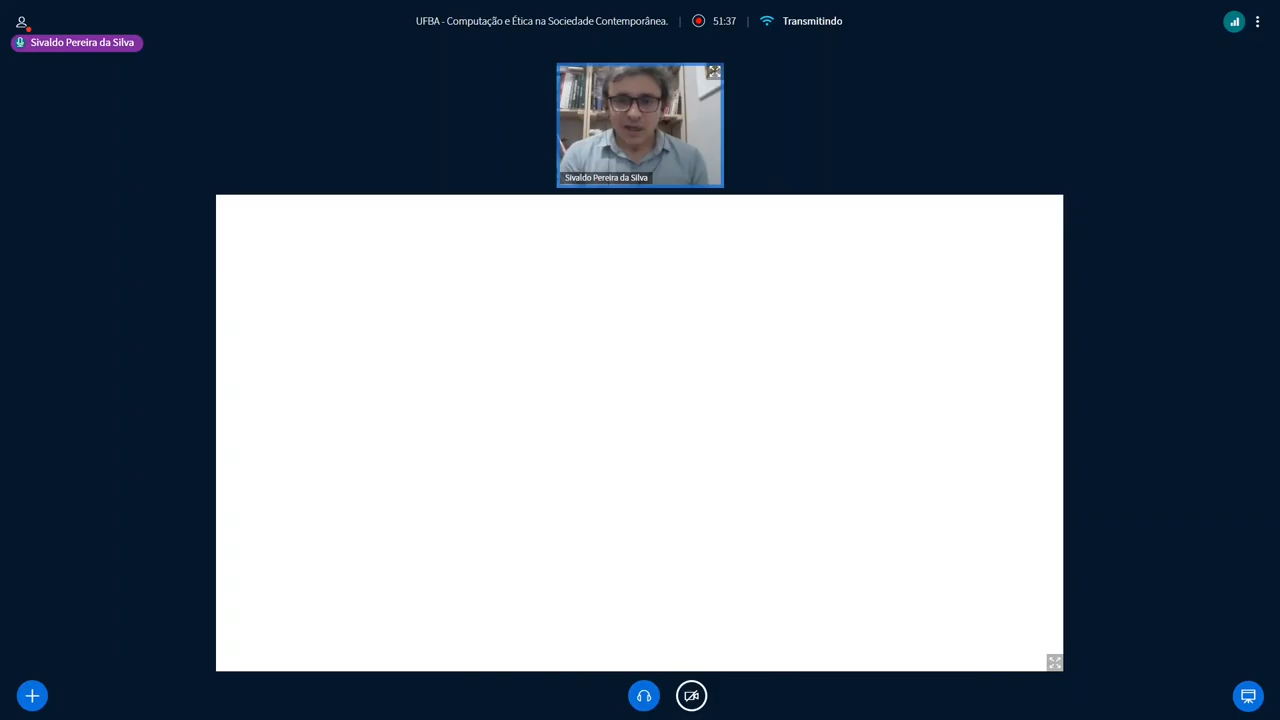 UFBA - Computação e Ética na Sociedade Contemporânea.
51:37
Transmitindo
Sivaldo Pereira da Silva
Sivaldo Pereira da Silva